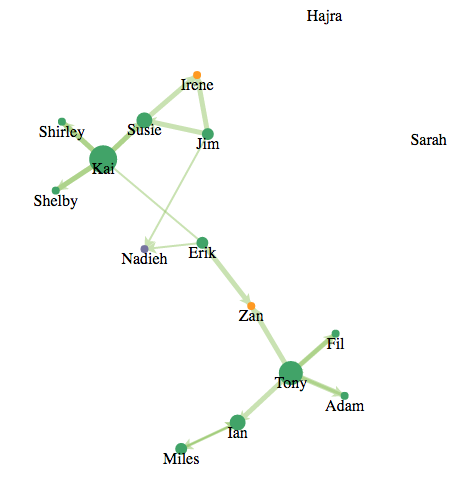 Hajra
Irene
Shirley
Susie
Jim
Sarah
Kai
Shelby
Nadieh
Erik
Zan
Fil
Tony
Adam
Ian
Miles